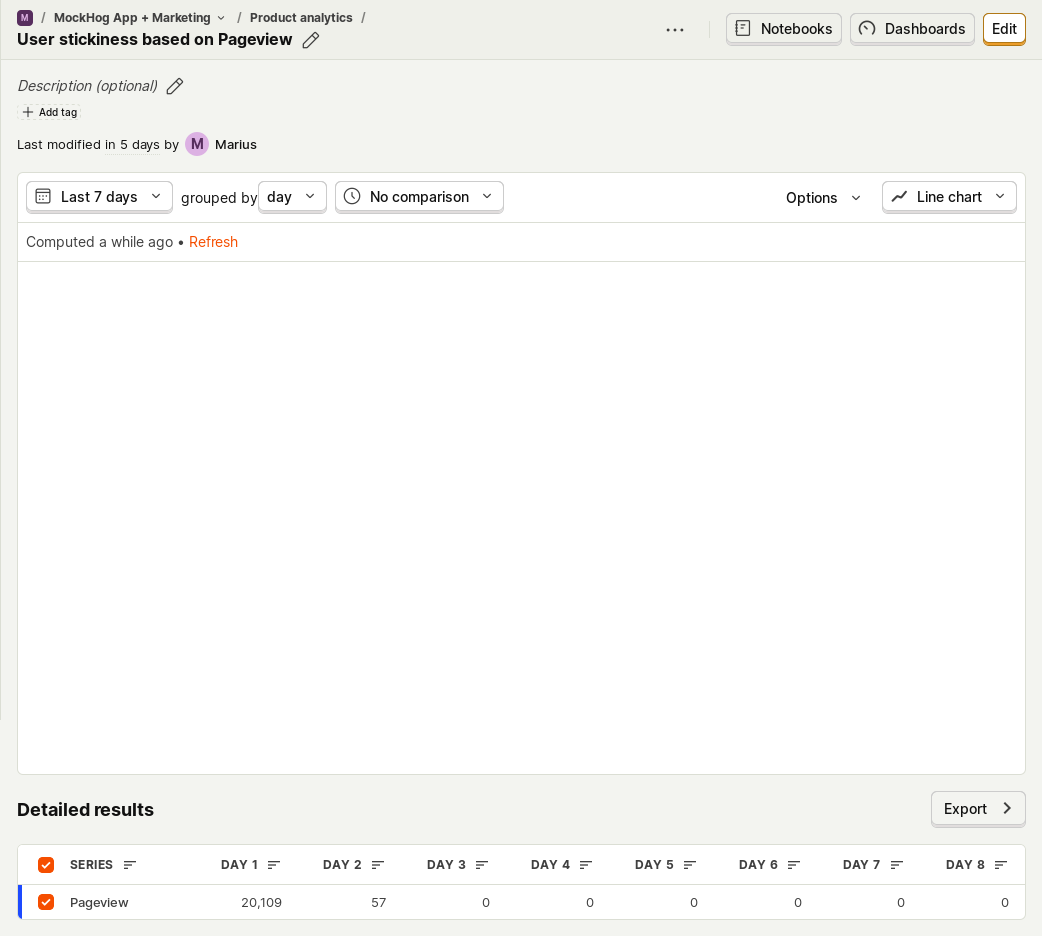 M / MockHog App + Marketing / Product analytics /
User stickiness based on Pageview
Notebooks Dashboards Edit
Description (optional)
Add tag
Last modified in 5 days by M Marius
Last 7 days grouped by day No comparison Options Line chart
Computed a while ago • Refresh
Detailed results
Export
SERIES DAY 1 DAY 2 DAY 3 DAY 4 DAY 5 DAY 6 DAY 7 DAY 8
Pageview 20,109 57 0 0 0 0 0 0